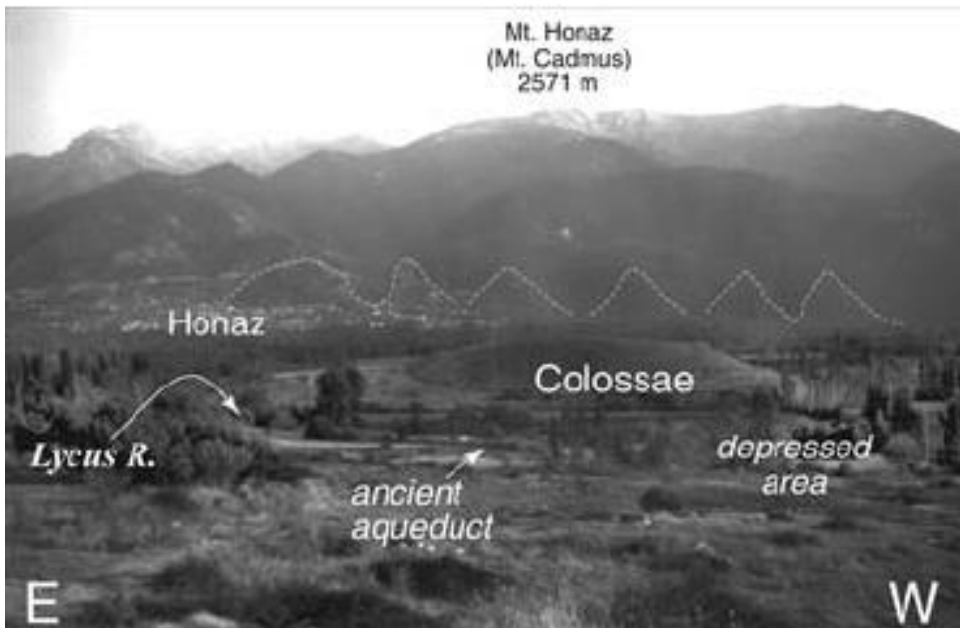 Mt. Honaz
(Mt. Cadmus)
2571 m
Honaz
Colossae
Lycus R.
depressed
area
ancient
aqueduct
E
W